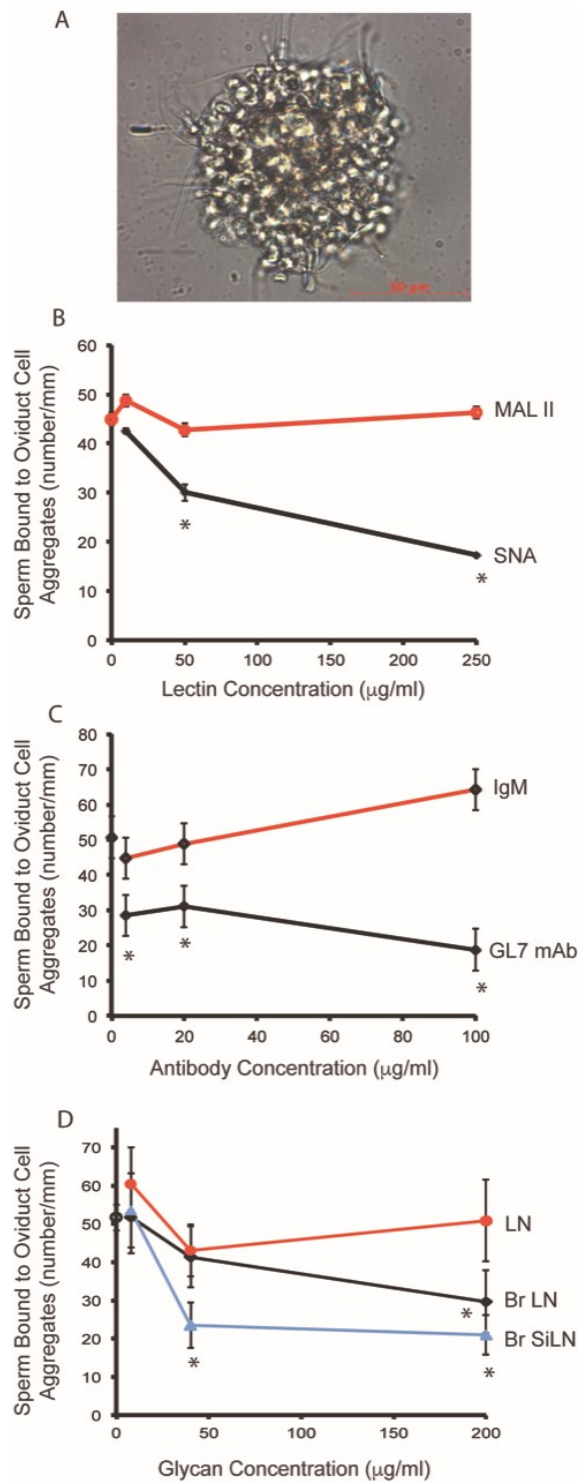 A
50 μm
B
Sperm Bound to Oviduct Cell
Aggregates (number/mm)
60
50
40
30
20
10
0
MAL II
*
SNA
*
0 50 100 150 200 250
Lectin Concentration (μg/ml)
C
Sperm Bound to Oviduct Cell
Aggregates (number/mm)
80
70
60
50
40
30
20
10
0
IgM
GL7 mAb
* * *
0 20 40 60 80 100
Antibody Concentration (μg/ml)
D
Sperm Bound to Oviduct Cell
Aggregates (number/mm)
70
60
50
40
30
20
10
0
LN
Br LN
*
Br SiLN
* *
0 50 100 150 200
Glycan Concentration (μg/ml)